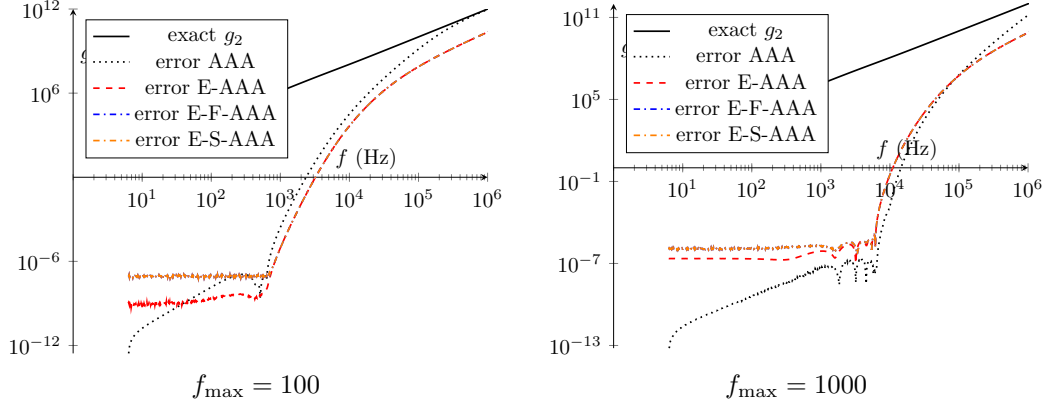 10^12
10^6
10^−6
10^−12
exact g_2
error AAA
error E-AAA
error E-F-AAA
error E-S-AAA
f (Hz)
10^1 10^2 10^3 10^4 10^5 10^6
f_max = 100
10^11
10^5
10^−1
10^−7
10^−13
exact g_2
error AAA
error E-AAA
error E-F-AAA
error E-S-AAA
f (Hz)
10^1 10^2 10^3 10^4 10^5 10^6
f_max = 1000